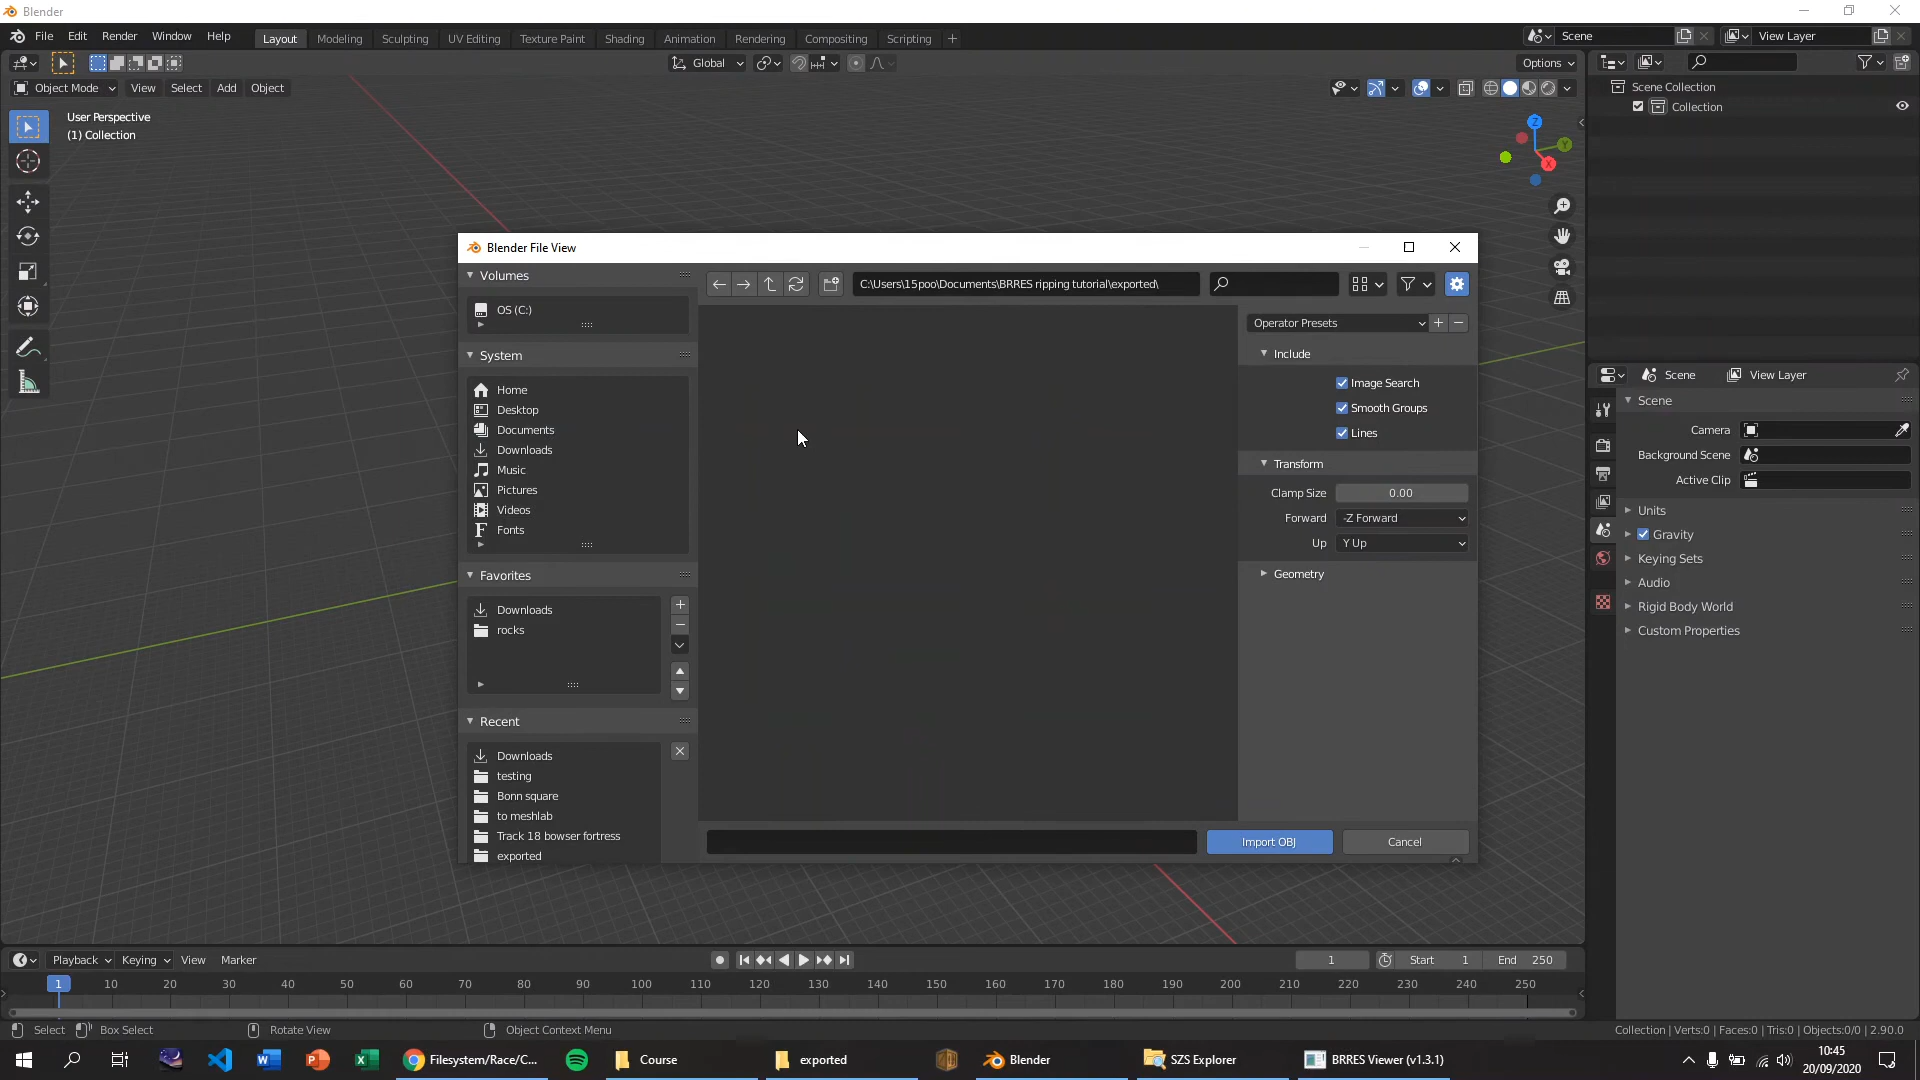 Blender
File Edit Render Window Help
Layout Modeling Sculpting UV Editing Texture Paint Shading Animation Rendering Compositing Scripting +
Scene
View Layer
Global
Options
Object Mode View Select Add Object
User Perspective
(1) Collection
Z
Y
X
Scene Collection
Collection
Blender File View
Volumes
OS (C:)
System
Home
Desktop
Documents
Downloads
Music
Pictures
Videos
Fonts
Favorites
Downloads
rocks
Recent
Downloads
testing
Bonn square
to meshlab
Track 18 bowser fortress
exported
C:\Users\15poo\Documents\BRRES ripping tutorial\exported\
Operator Presets
Include
Image Search
Smooth Groups
Lines
Transform
Clamp Size 0.00
Forward -Z Forward
Up Y Up
Geometry
Import OBJ
Cancel
Scene View Layer
Scene
Camera
Background Scene
Active Clip
Units
Gravity
Keying Sets
Audio
Rigid Body World
Custom Properties
Playback Keying View Marker
1
Start 1
End 250
1 10 20 30 40 50 60 70 80 90 100 110 120 130 140 150 160 170 180 190 200 210 220 230 240 250
Select Box Select Rotate View Object Context Menu
Collection | Verts:0 | Faces:0 | Tris:0 | Objects:0/0 | 2.90.0
Filesystem/Race/C...
Course
exported
Blender
SZS Explorer
BRRES Viewer (v1.3.1)
10:45
20/09/2020